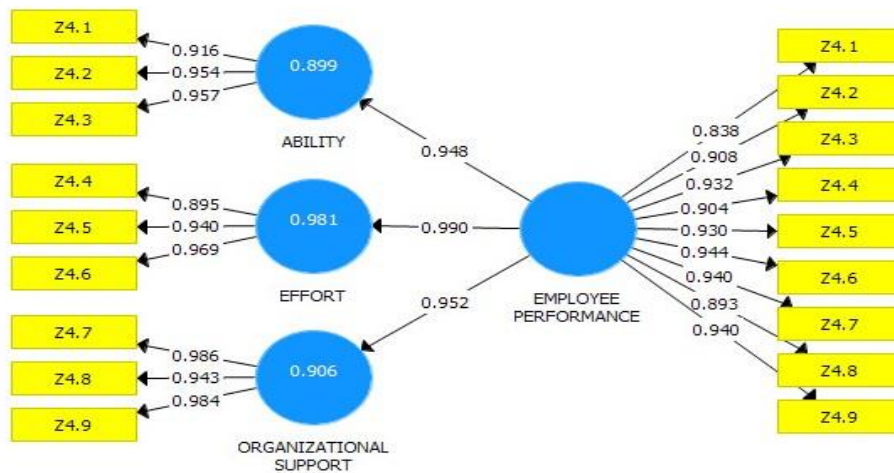 Z4.1
0.916
Z4.2
0.954
Z4.3
0.957
0.899
ABILITY
Z4.4
0.895
Z4.5
0.940
Z4.6
0.969
0.981
EFFORT
Z4.7
0.986
Z4.8
0.943
Z4.9
0.984
0.906
ORGANIZATIONAL
SUPPORT
0.948
0.990
0.952
EMPLOYEE
PERFORMANCE
0.838
0.908
0.932
0.904
0.930
0.944
0.940
0.893
0.940
Z4.1
Z4.2
Z4.3
Z4.4
Z4.5
Z4.6
Z4.7
Z4.8
Z4.9